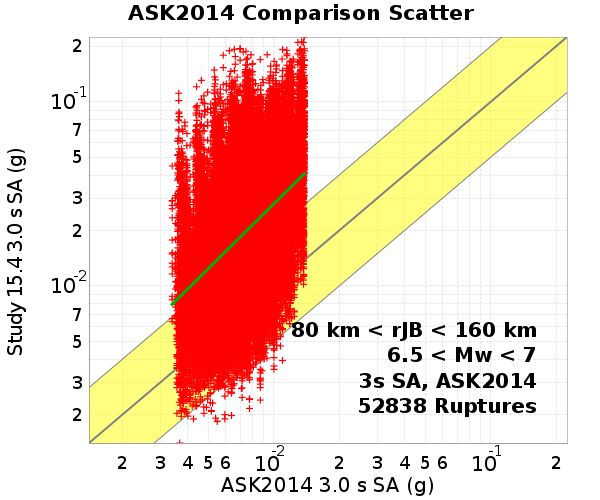 ASK2014 Comparison Scatter
Study 15.4 3.0 s SA (g)
2
10-1
7
5
3
2
10-2
7
5
3
2
80 km < rJB < 160 km
6.5 < Mw < 7
3s SA, ASK2014
52838 Ruptures
2 3 4 5 6 10-2 2 3 4 5 6 10-1 2
ASK2014 3.0 s SA (g)